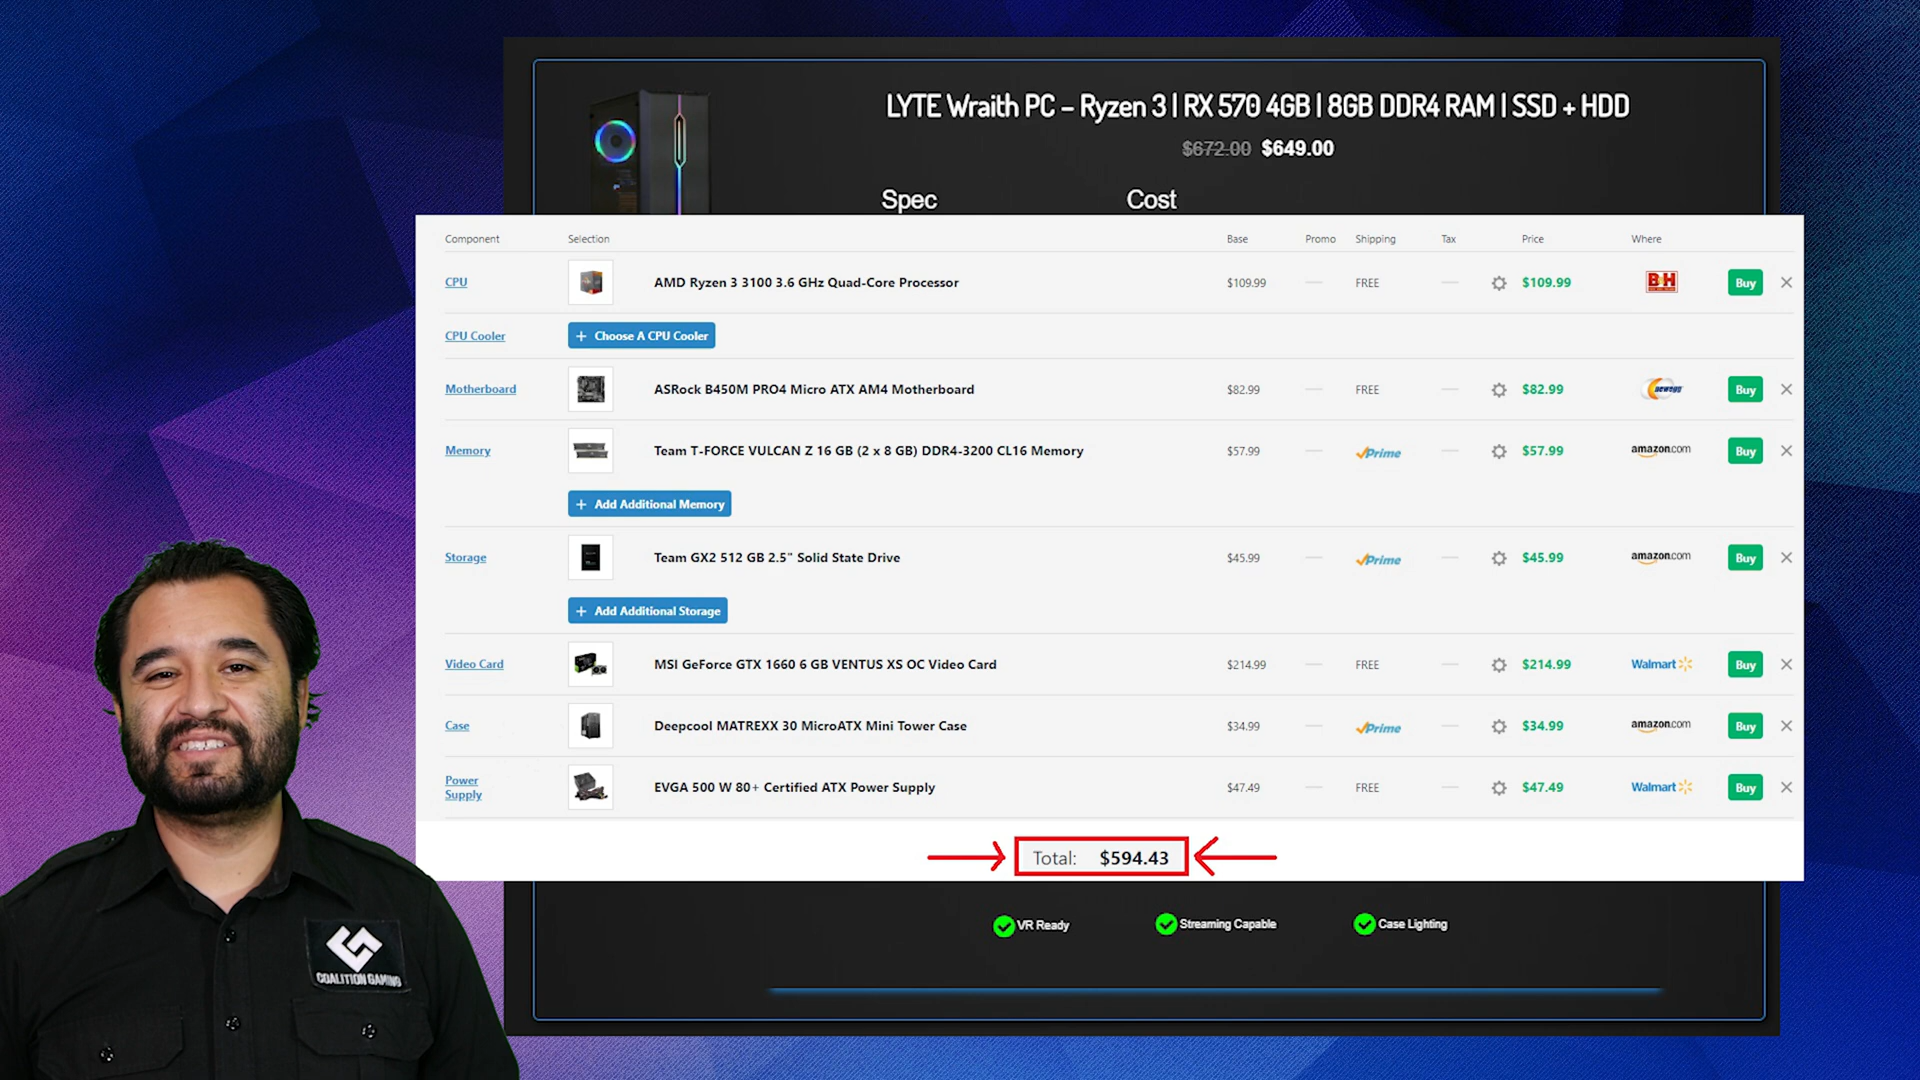 LYTE Wraith PC – Ryzen 3 | RX 570 4GB | 8GB DDR4 RAM | SSD + HDD
$672.00 $649.00
Spec Cost
Component Selection Base Promo Shipping Tax Price Where
CPU AMD Ryzen 3 3100 3.6 GHz Quad-Core Processor $109.99 — FREE — $109.99 B&H Buy
CPU Cooler + Choose A CPU Cooler
Motherboard ASRock B450M PRO4 Micro ATX AM4 Motherboard $82.99 — FREE — $82.99 newegg Buy
Memory Team T-FORCE VULCAN Z 16 GB (2 x 8 GB) DDR4-3200 CL16 Memory $57.99 — Prime — $57.99 amazon.com Buy
+ Add Additional Memory
Storage Team GX2 512 GB 2.5" Solid State Drive $45.99 — Prime — $45.99 amazon.com Buy
+ Add Additional Storage
Video Card MSI GeForce GTX 1660 6 GB VENTUS XS OC Video Card $214.99 — FREE — $214.99 Walmart Buy
Case Deepcool MATREXX 30 MicroATX Mini Tower Case $34.99 — Prime — $34.99 amazon.com Buy
Power
Supply EVGA 500 W 80+ Certified ATX Power Supply $47.49 — FREE — $47.49 Walmart Buy
Total: $594.43
VR Ready Streaming Capable Case Lighting
COALITION GAMING